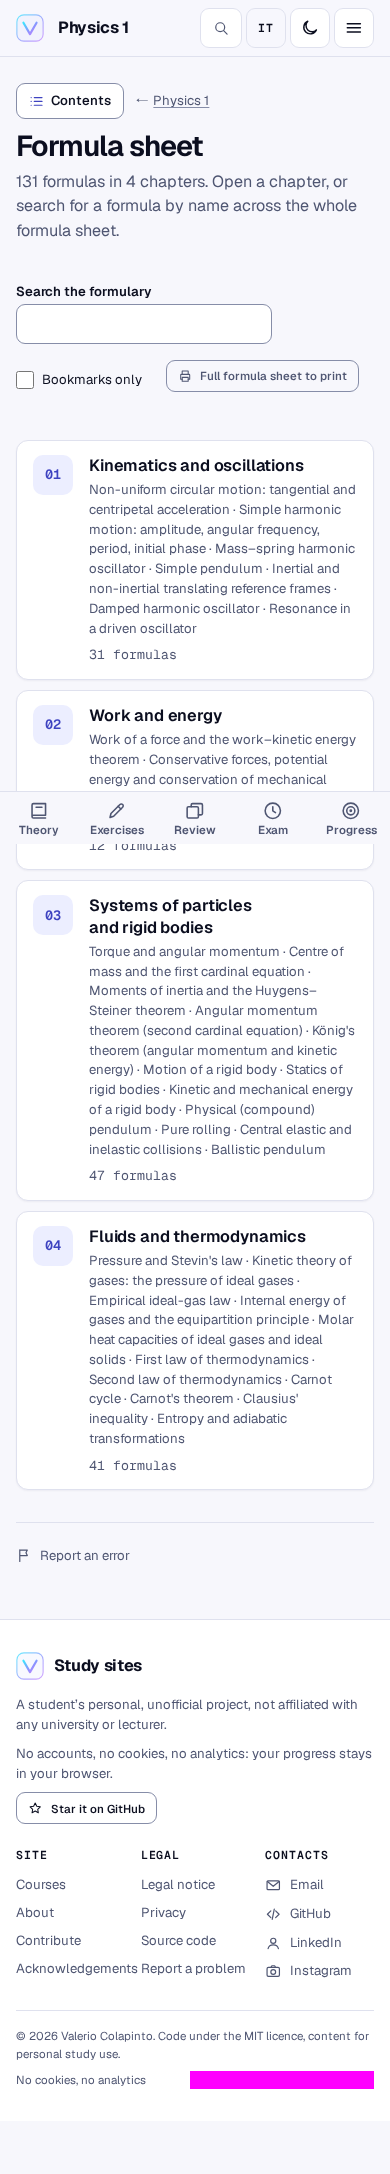 Physics 1
IT
Contents
← Physics 1
Formula sheet
131 formulas in 4 chapters. Open a chapter, or
search for a formula by name across the whole
formula sheet.
Search the formulary
Bookmarks only
Full formula sheet to print
01
Kinematics and oscillations
Non-uniform circular motion: tangential and
centripetal acceleration · Simple harmonic
motion: amplitude, angular frequency,
period, initial phase · Mass–spring harmonic
oscillator · Simple pendulum · Inertial and
non-inertial translating reference frames ·
Damped harmonic oscillator · Resonance in
a driven oscillator
31 formulas
02
Work and energy
Work of a force and the work–kinetic energy
theorem · Conservative forces, potential
energy and conservation of mechanical
Theory
Exercises
Review
Exam
Progress
12 formulas
03
Systems of particles
and rigid bodies
Torque and angular momentum · Centre of
mass and the first cardinal equation ·
Moments of inertia and the Huygens–
Steiner theorem · Angular momentum
theorem (second cardinal equation) · König's
theorem (angular momentum and kinetic
energy) · Motion of a rigid body · Statics of
rigid bodies · Kinetic and mechanical energy
of a rigid body · Physical (compound)
pendulum · Pure rolling · Central elastic and
inelastic collisions · Ballistic pendulum
47 formulas
04
Fluids and thermodynamics
Pressure and Stevin's law · Kinetic theory of
gases: the pressure of ideal gases ·
Empirical ideal-gas law · Internal energy of
gases and the equipartition principle · Molar
heat capacities of ideal gases and ideal
solids · First law of thermodynamics ·
Second law of thermodynamics · Carnot
cycle · Carnot's theorem · Clausius'
inequality · Entropy and adiabatic
transformations
41 formulas
Report an error
Study sites
A student's personal, unofficial project, not affiliated with
any university or lecturer.
No accounts, no cookies, no analytics: your progress stays
in your browser.
Star it on GitHub
SITE
Courses
About
Contribute
Acknowledgements
LEGAL
Legal notice
Privacy
Source code
Report a problem
CONTACTS
Email
GitHub
LinkedIn
Instagram
© 2026 Valerio Colapinto. Code under the MIT licence, content for
personal study use.
No cookies, no analytics